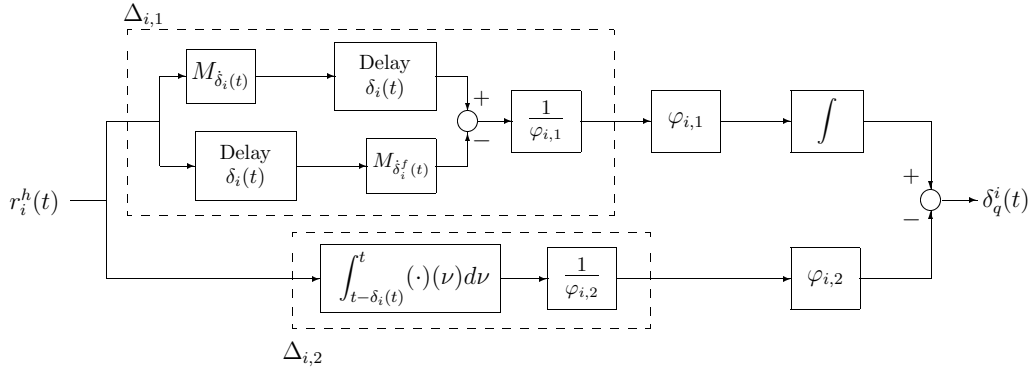 Δ_{i,1}
M_{\dot{δ}_i(t)}
Delay
δ_i(t)
+
−
1
φ_{i,1}
φ_{i,1}
∫
Delay
δ_i(t)
M_{\dot{δ}_i^f(t)}
r_i^h(t)
+
−
δ_q^i(t)
∫_{t−δ_i(t)}^{t} (·)(ν)dν
1
φ_{i,2}
φ_{i,2}
Δ_{i,2}